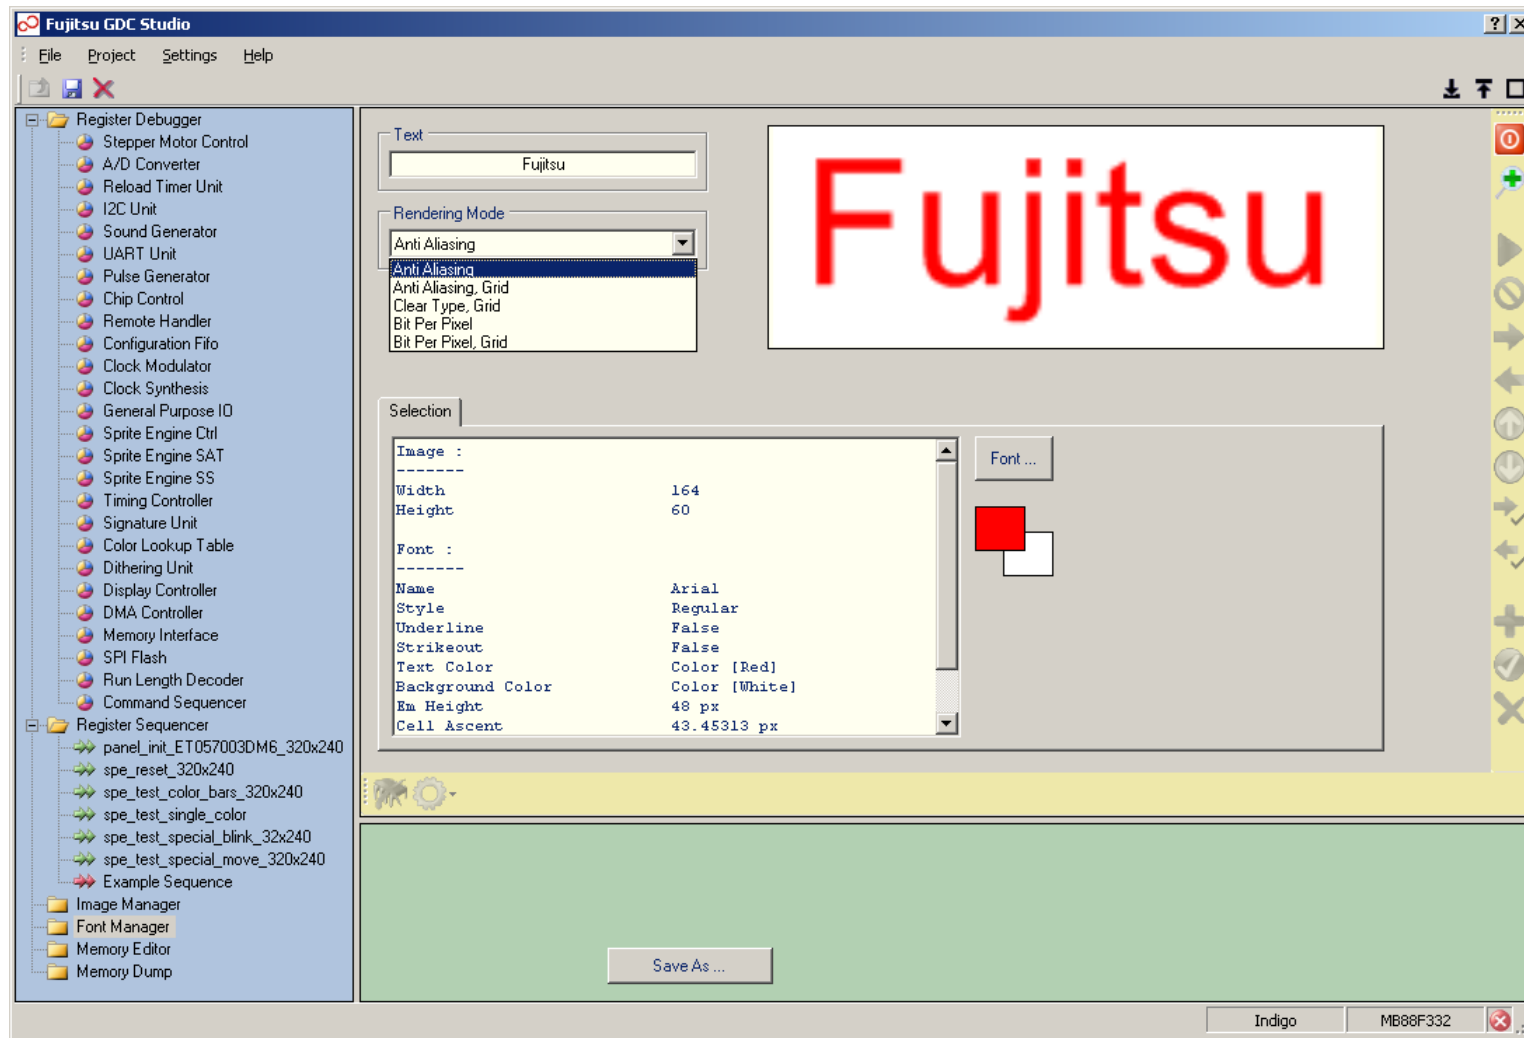 Fujitsu GDC Studio
File Project Settings Help
Register Debugger
Stepper Motor Control
A/D Converter
Reload Timer Unit
I2C Unit
Sound Generator
UART Unit
Pulse Generator
Chip Control
Remote Handler
Configuration Fifo
Clock Modulator
Clock Synthesis
General Purpose IO
Sprite Engine Ctrl
Sprite Engine SAT
Sprite Engine SS
Timing Controller
Signature Unit
Color Lookup Table
Dithering Unit
Display Controller
DMA Controller
Memory Interface
SPI Flash
Run Length Decoder
Command Sequencer
Register Sequencer
panel_init_ET057003DM6_320x240
spe_reset_320x240
spe_test_color_bars_320x240
spe_test_single_color
spe_test_special_blink_32x240
spe_test_special_move_320x240
Example Sequence
Image Manager
Font Manager
Memory Editor
Memory Dump
Text
Fujitsu
Rendering Mode
Anti Aliasing
Anti Aliasing
Anti Aliasing, Grid
Clear Type, Grid
Bit Per Pixel
Bit Per Pixel, Grid
Fujitsu
Selection
Image :
-------
Width 164
Height 60
Font :
-------
Name Arial
Style Regular
Underline False
Strikeout False
Text Color Color [Red]
Background Color Color [White]
Em Height 48 px
Cell Ascent 43.45313 px
Font ...
Save As ...
Indigo MB88F332